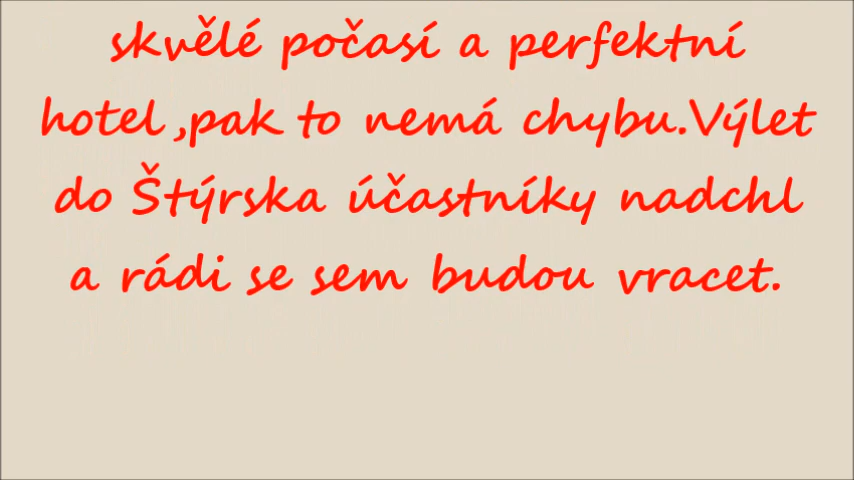 skvělé počasí a perfektní
hotel ,pak to nemá chybu.Výlet
do Štýrska účastníky nadchl
a rádi se sem budou vracet.